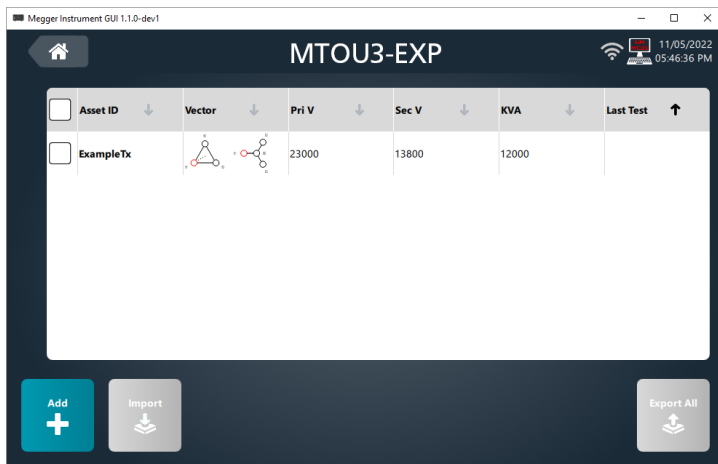 Megger Instrument GUI 1.1.0-dev1
MTOU3-EXP
11/05/2022
05:46:36 PM
Asset ID Vector Pri V Sec V KVA Last Test
ExampleTx 23000 13800 12000
Add
Import
Export All